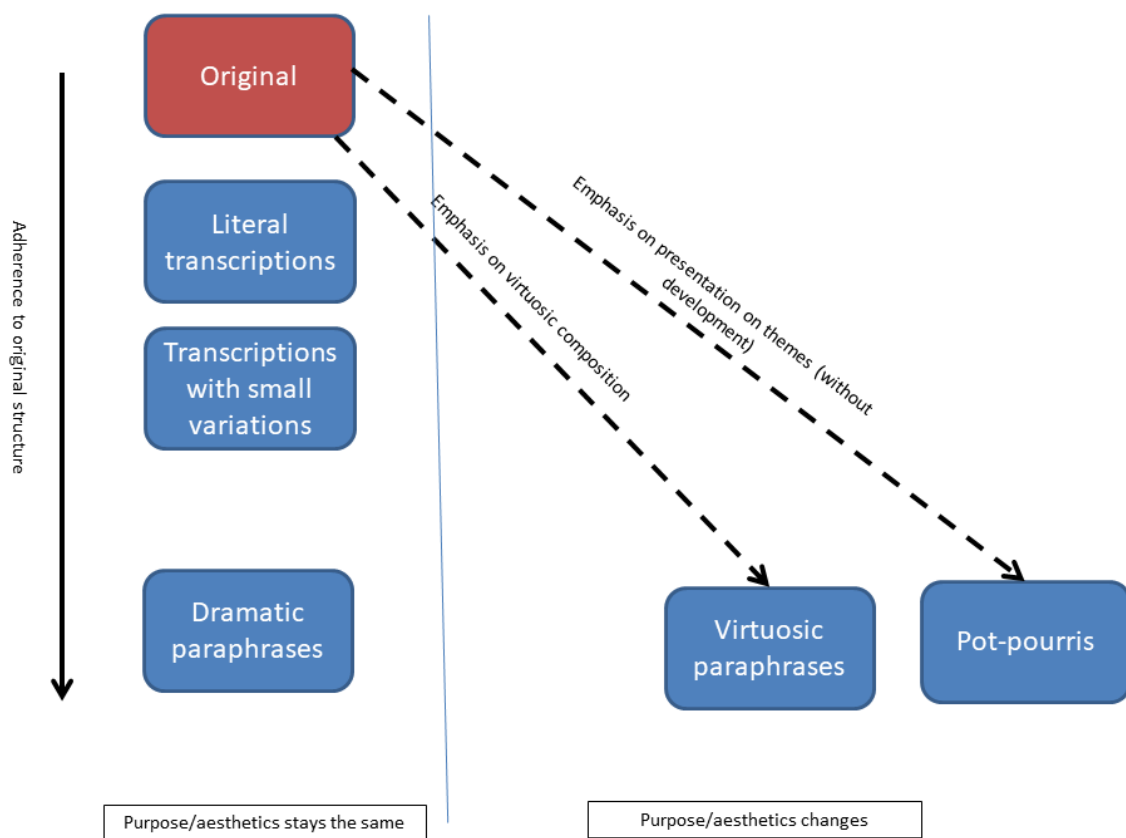 Original
Adherence to original structure
Literal
transcriptions
Emphasis on virtuosic composition
Emphasis on presentation on themes (without
development)
Transcriptions
with small
variations
Dramatic
paraphrases
Virtuosic
paraphrases
Pot-pourris
Purpose/aesthetics stays the same
Purpose/aesthetics changes